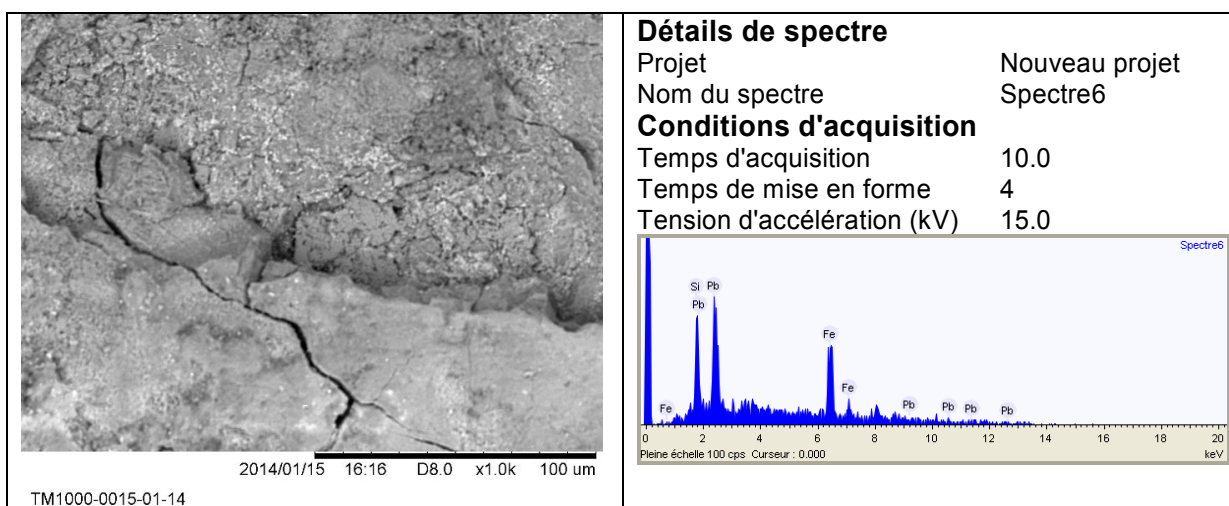 2014/01/15 16:16 D8.0 x1.0k 100 um
TM1000-0015-01-14
Détails de spectre
Projet Nouveau projet
Nom du spectre Spectre6
Conditions d'acquisition
Temps d'acquisition 10.0
Temps de mise en forme 4
Tension d'accélération (kV) 15.0
Spectre6
Si Pb
Pb
Fe
Fe
Fe Pb Pb Pb Pb
0 2 4 6 8 10 12 14 16 18 20
Pleine échelle 100 cps Curseur : 0.000 keV